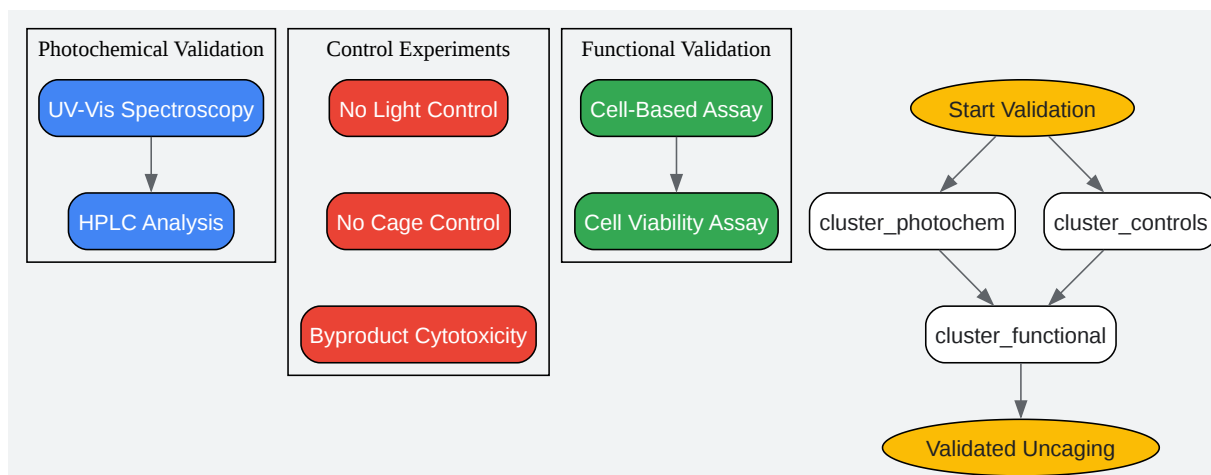 Photochemical Validation
UV-Vis Spectroscopy
HPLC Analysis
Control Experiments
No Light Control
No Cage Control
Byproduct Cytotoxicity
Functional Validation
Cell-Based Assay
Cell Viability Assay
Start Validation
cluster_photochem
cluster_controls
cluster_functional
Validated Uncaging